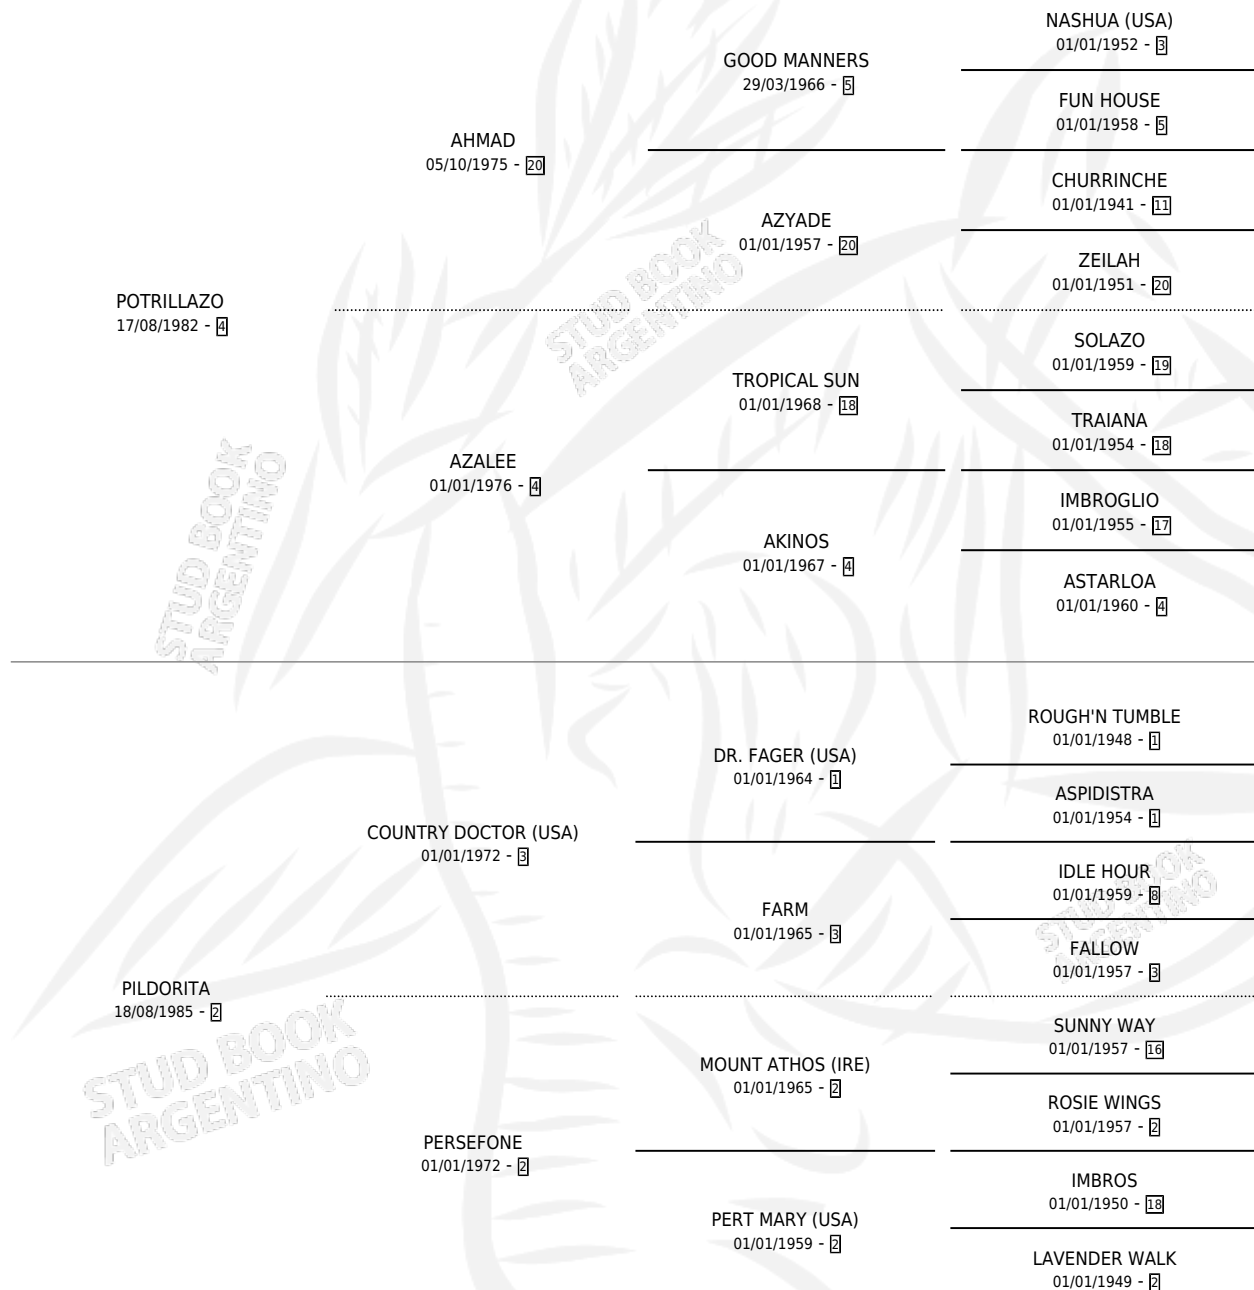 NASHUA (USA)
01/01/1952 - 3
GOOD MANNERS
29/03/1966 - 5
FUN HOUSE
01/01/1958 - 5
AHMAD
05/10/1975 - 20
CHURRINCHE
01/01/1941 - 11
AZYADE
01/01/1957 - 20
ZEILAH
01/01/1951 - 20
POTRILLAZO
17/08/1982 - 4
STUD BOOK
ARGENTINO
SOLAZO
01/01/1959 - 19
TROPICAL SUN
01/01/1968 - 18
TRAIANA
01/01/1954 - 18
AZALEE
01/01/1976 - 4
STUD BOOK
ARGENTINO
IMBROGLIO
01/01/1955 - 17
AKINOS
01/01/1967 - 4
ASTARLOA
01/01/1960 - 4
ROUGH'N TUMBLE
01/01/1948 - 1
DR. FAGER (USA)
01/01/1964 - 1
ASPIDISTRA
01/01/1954 - 1
COUNTRY DOCTOR (USA)
01/01/1972 - 3
IDLE HOUR
01/01/1959 - 8
STUD BOOK
ARGENTINO
FARM
01/01/1965 - 3
FALLOW
01/01/1957 - 3
PILDORITA
18/08/1985 - 2
STUD BOOK
ARGENTINO
SUNNY WAY
01/01/1957 - 16
MOUNT ATHOS (IRE)
01/01/1965 - 2
ROSIE WINGS
01/01/1957 - 2
PERSEFONE
01/01/1972 - 2
IMBROS
01/01/1950 - 18
PERT MARY (USA)
01/01/1959 - 2
LAVENDER WALK
01/01/1949 - 2